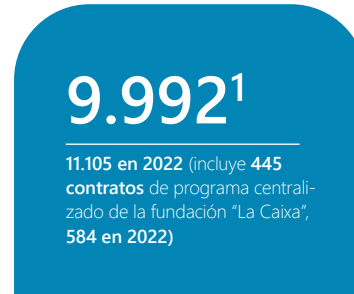 9.992¹
11.105 en 2022 (incluye 445
contratos de programa centrali-
zado de la fundación “La Caixa”,
584 en 2022)